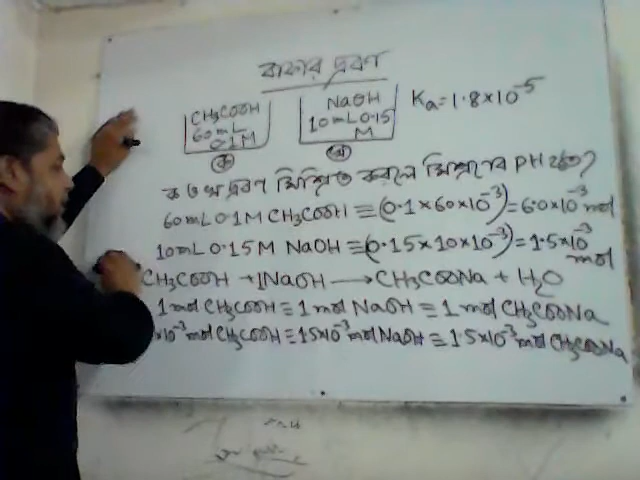 বাফার দ্রবণ
CH3COOH
60mL
0.1M
ক
NaOH
10mL 0.15
M
খ
Ka=1.8×10^-5
ক ও খ দ্রবণ মিশ্রিত করলে মিশ্রণের PH কত?
60mL 0.1M CH3COOH ≡(0.1×60×10^-3)=6.0×10^-3 mol
10mL 0.15M NaOH ≡(0.15×10×10^-3)=1.5×10^-3
mol
CH3COOH +1NaOH → CH3COONa + H2O
1 mol CH3COOH ≡ 1 mol NaOH ≡ 1 mol CH3COONa
×10^-3 mol CH3COOH ≡ 1.5×10^-3 mol NaOH ≡ 1.5×10^-3 mol CH3COONa